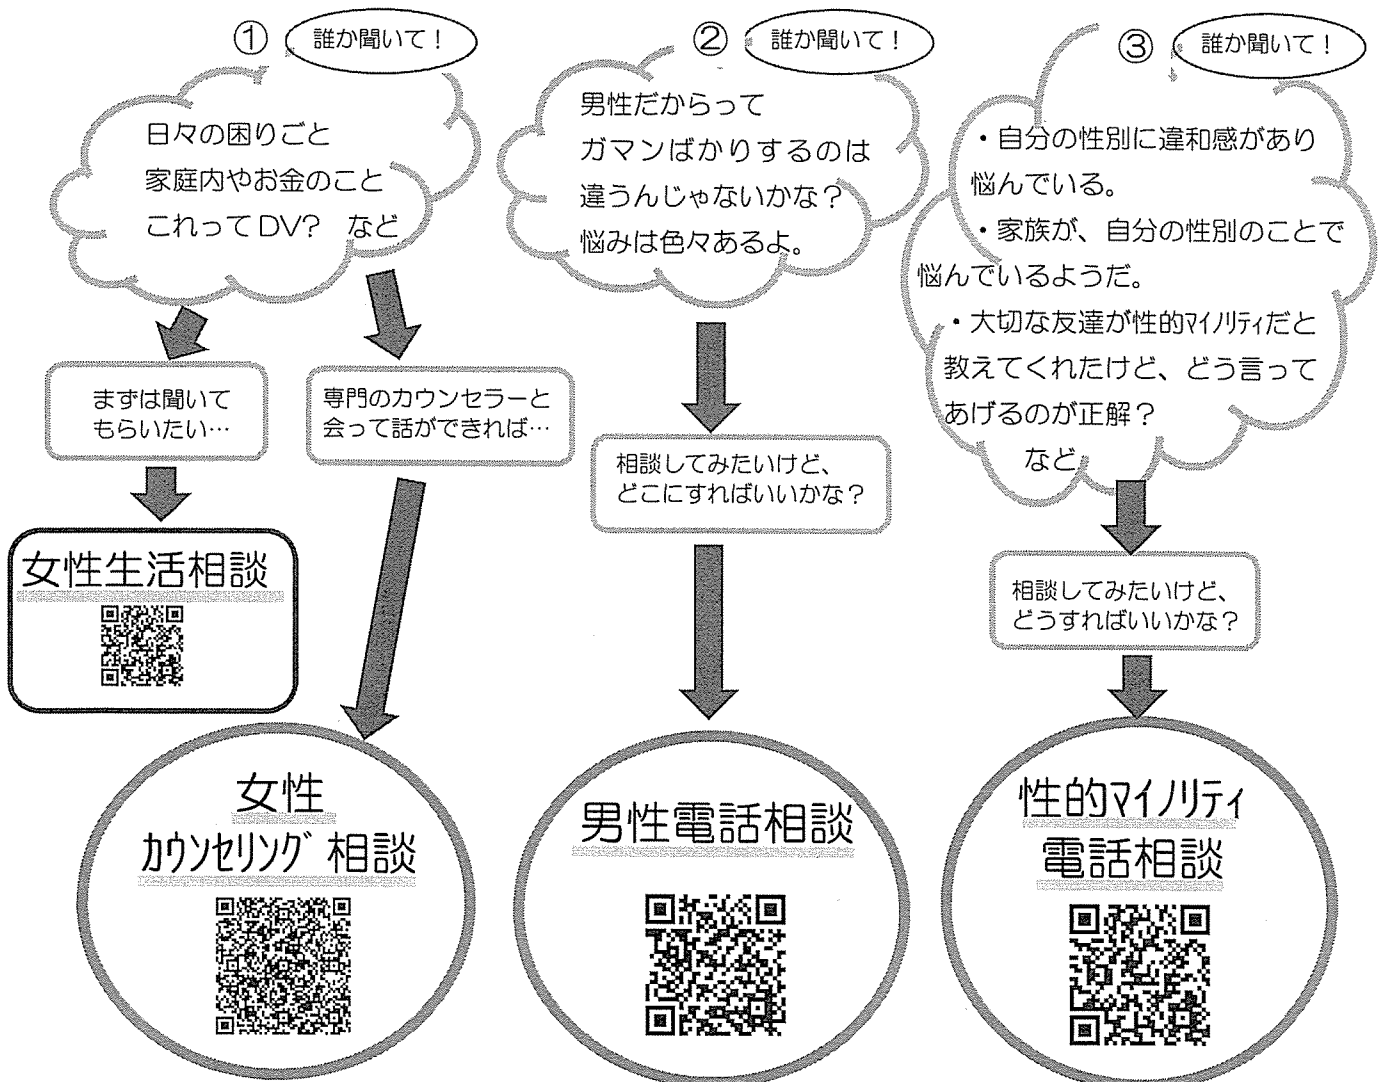 ① 誰か聞いて!
日々の困りごと
家庭内やお金のこと
これってDV? など
まずは聞いて
もらいたい…
専門のカウンセラーと
会って話ができれば…
女性生活相談
女性
カウンセリング 相談
② 誰か聞いて!
男性だからって
ガマンばかりするのは
違うんじゃないかな?
悩みは色々あるよ。
相談してみたいけど、
どこにすればいいかな?
男性電話相談
③ 誰か聞いて!
・自分の性別に違和感があり
悩んでいる。
・家族が、自分の性別のことで
悩んでいるようだ。
・大切な友達が性的マイノリティだと
教えてくれたけど、どう言って
あげるのが正解?
など
相談してみたいけど、
どうすればいいかな?
性的マイノリティ
電話相談